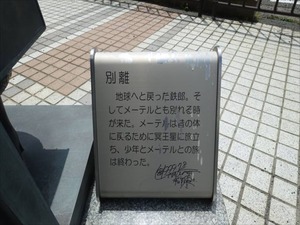 別離
地球へと戻った鉄郎。そ
してメーテルとも別れる時
が来た。メーテルは元の体
に戻るために冥王星に旅立
ち、少年とメーテルとの旅
は終わった。